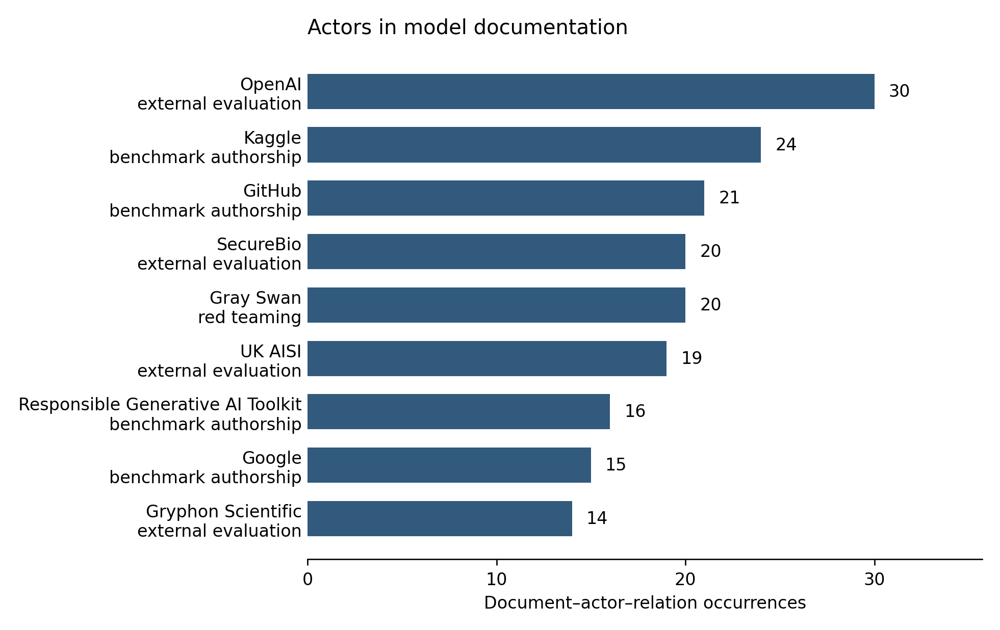 Actors in model documentation
OpenAI
external evaluation
30
Kaggle
benchmark authorship
24
GitHub
benchmark authorship
21
SecureBio
external evaluation
20
Gray Swan
red teaming
20
UK AISI
external evaluation
19
Responsible Generative AI Toolkit
benchmark authorship
16
Google
benchmark authorship
15
Gryphon Scientific
external evaluation
14
0 10 20 30
Document–actor–relation occurrences